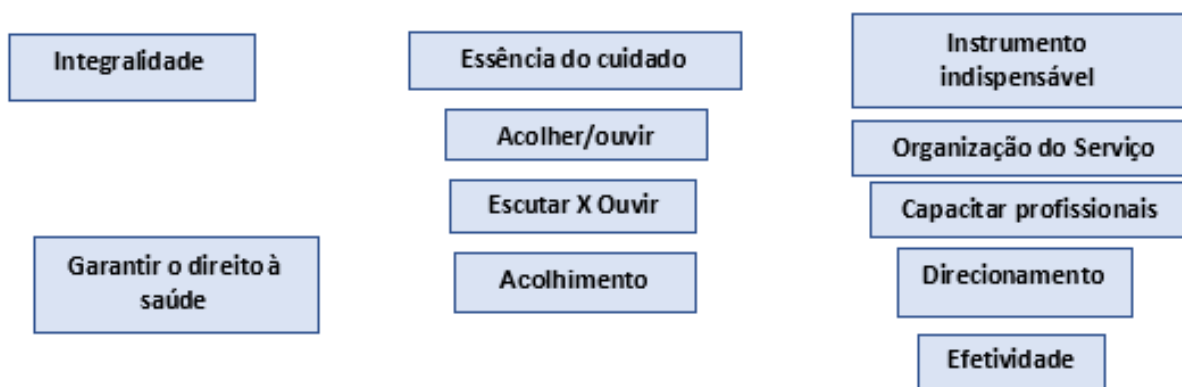 Integralidade
Garantir o direito à
saúde
Essência do cuidado
Acolher/ouvir
Escutar X Ouvir
Acolhimento
Instrumento
indispensável
Organização do Serviço
Capacitar profissionais
Direcionamento
Efetividade